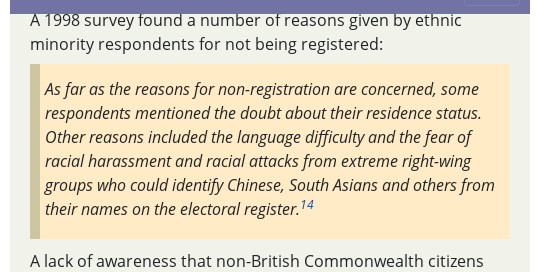 A 1998 survey found a number of reasons given by ethnic
minority respondents for not being registered:
As far as the reasons for non-registration are concerned, some
respondents mentioned the doubt about their residence status.
Other reasons included the language difficulty and the fear of
racial harassment and racial attacks from extreme right-wing
groups who could identify Chinese, South Asians and others from
their names on the electoral register.14
A lack of awareness that non-British Commonwealth citizens